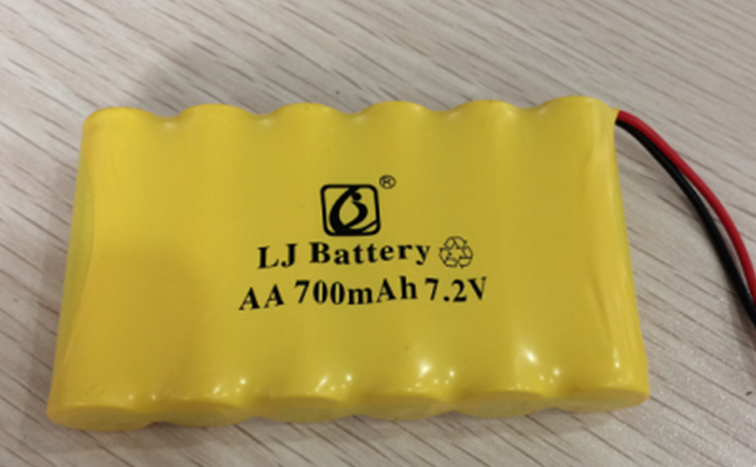 ®
LJ Battery
AA 700mAh 7.2V